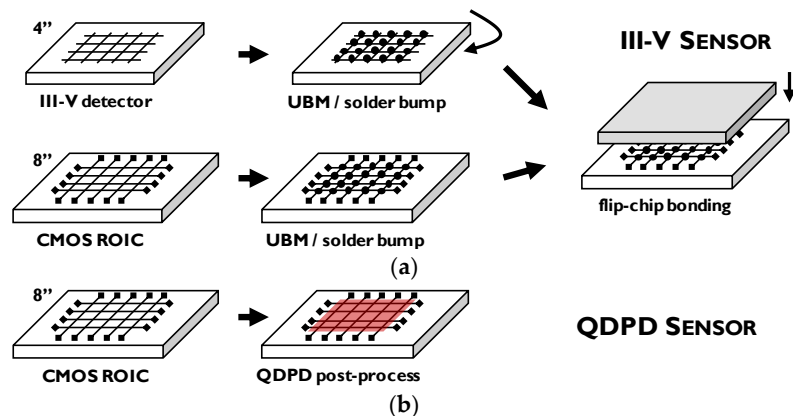 4”
III-V detector
UBM / solder bump
III-V SENSOR
8”
CMOS ROIC
UBM / solder bump
flip-chip bonding
(a)
8”
CMOS ROIC
QDPD post-process
QDPD SENSOR
(b)